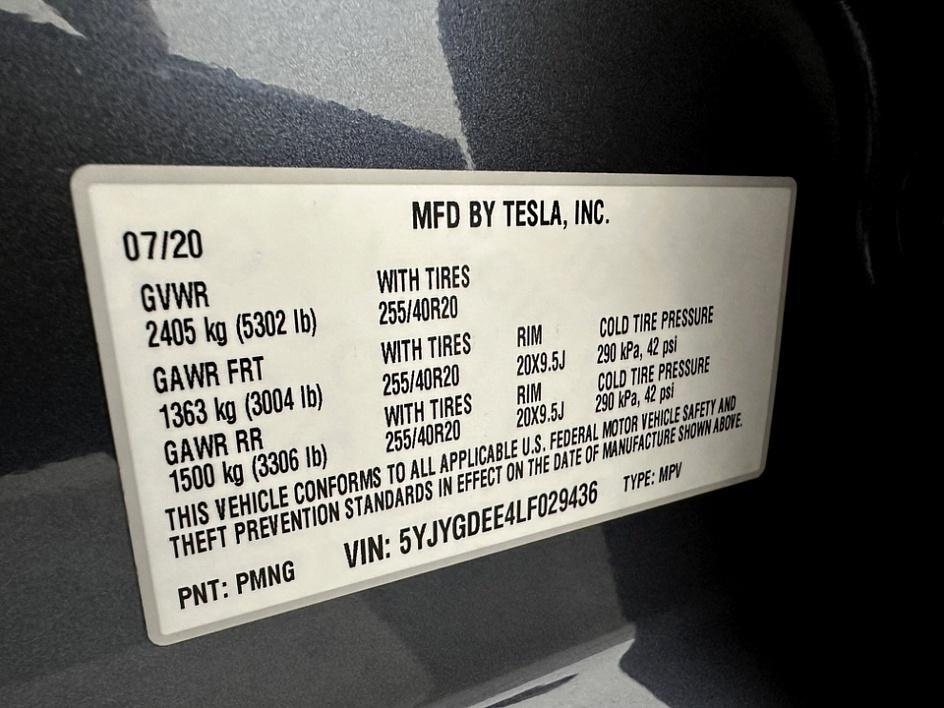 MFD BY TESLA, INC.
07/20
GVWR WITH TIRES
2405 kg (5302 lb) 255/40R20
GAWR FRT WITH TIRES RIM COLD TIRE PRESSURE
1363 kg (3004 lb) 255/40R20 20X9.5J 290 kPa, 42 psi
GAWR RR WITH TIRES RIM COLD TIRE PRESSURE
1500 kg (3306 lb) 255/40R20 20X9.5J 290 kPa, 42 psi
THIS VEHICLE CONFORMS TO ALL APPLICABLE U.S. FEDERAL MOTOR VEHICLE SAFETY AND
THEFT PREVENTION STANDARDS IN EFFECT ON THE DATE OF MANUFACTURE SHOWN ABOVE.
PNT: PMNG VIN: 5YJYGDEE4LF029436 TYPE: MPV